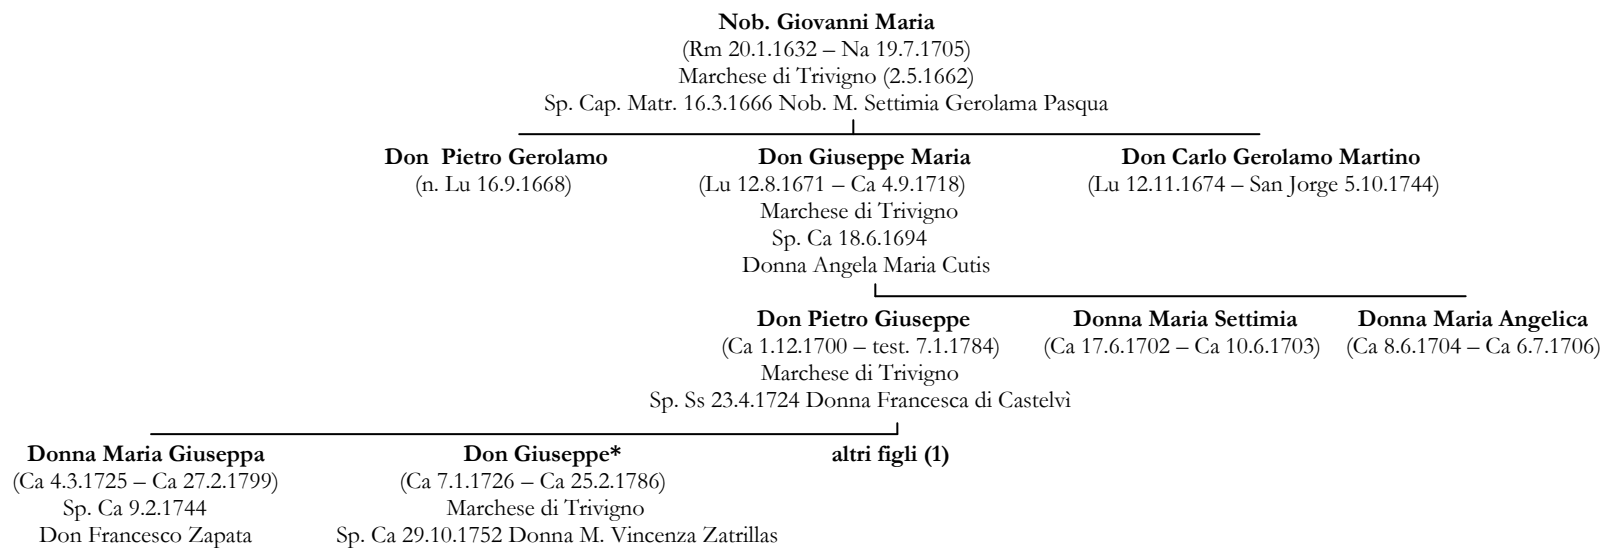 Nob. Giovanni Maria
(Rm 20.1.1632 – Na 19.7.1705)
Marchese di Trivigno (2.5.1662)
Sp. Cap. Matr. 16.3.1666 Nob. M. Settimia Gerolama Pasqua
Don Pietro Gerolamo
(n. Lu 16.9.1668)
Don Giuseppe Maria
(Lu 12.8.1671 – Ca 4.9.1718)
Marchese di Trivigno
Sp. Ca 18.6.1694
Donna Angela Maria Cutis
Don Carlo Gerolamo Martino
(Lu 12.11.1674 – San Jorge 5.10.1744)
Don Pietro Giuseppe
(Ca 1.12.1700 – test. 7.1.1784)
Marchese di Trivigno
Sp. Ss 23.4.1724 Donna Francesca di Castelvì
Donna Maria Settimia
(Ca 17.6.1702 – Ca 10.6.1703)
Donna Maria Angelica
(Ca 8.6.1704 – Ca 6.7.1706)
Donna Maria Giuseppa
(Ca 4.3.1725 – Ca 27.2.1799)
Sp. Ca 9.2.1744
Don Francesco Zapata
Don Giuseppe*
(Ca 7.1.1726 – Ca 25.2.1786)
Marchese di Trivigno
Sp. Ca 29.10.1752 Donna M. Vincenza Zatrillas
altri figli (1)